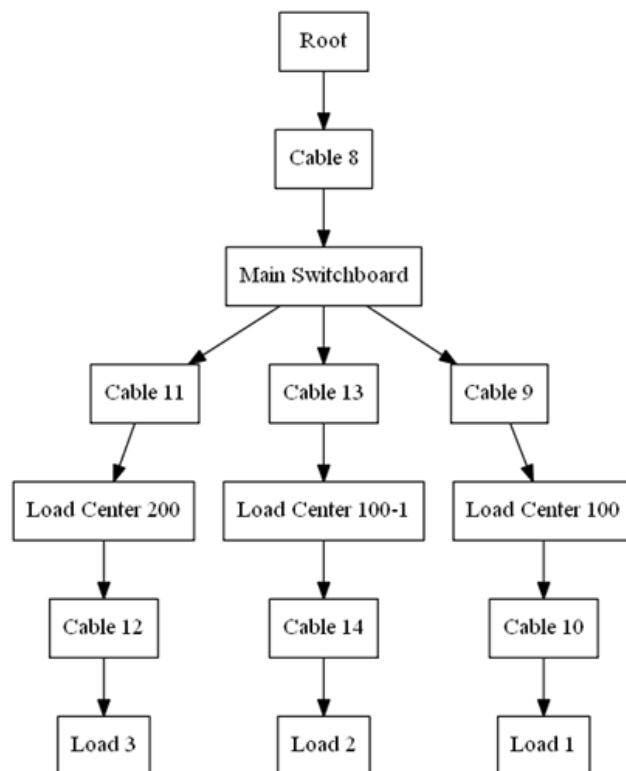 Root
Cable 8
Main Switchboard
Cable 11
Cable 13
Cable 9
Load Center 200
Load Center 100-1
Load Center 100
Cable 12
Cable 14
Cable 10
Load 3
Load 2
Load 1